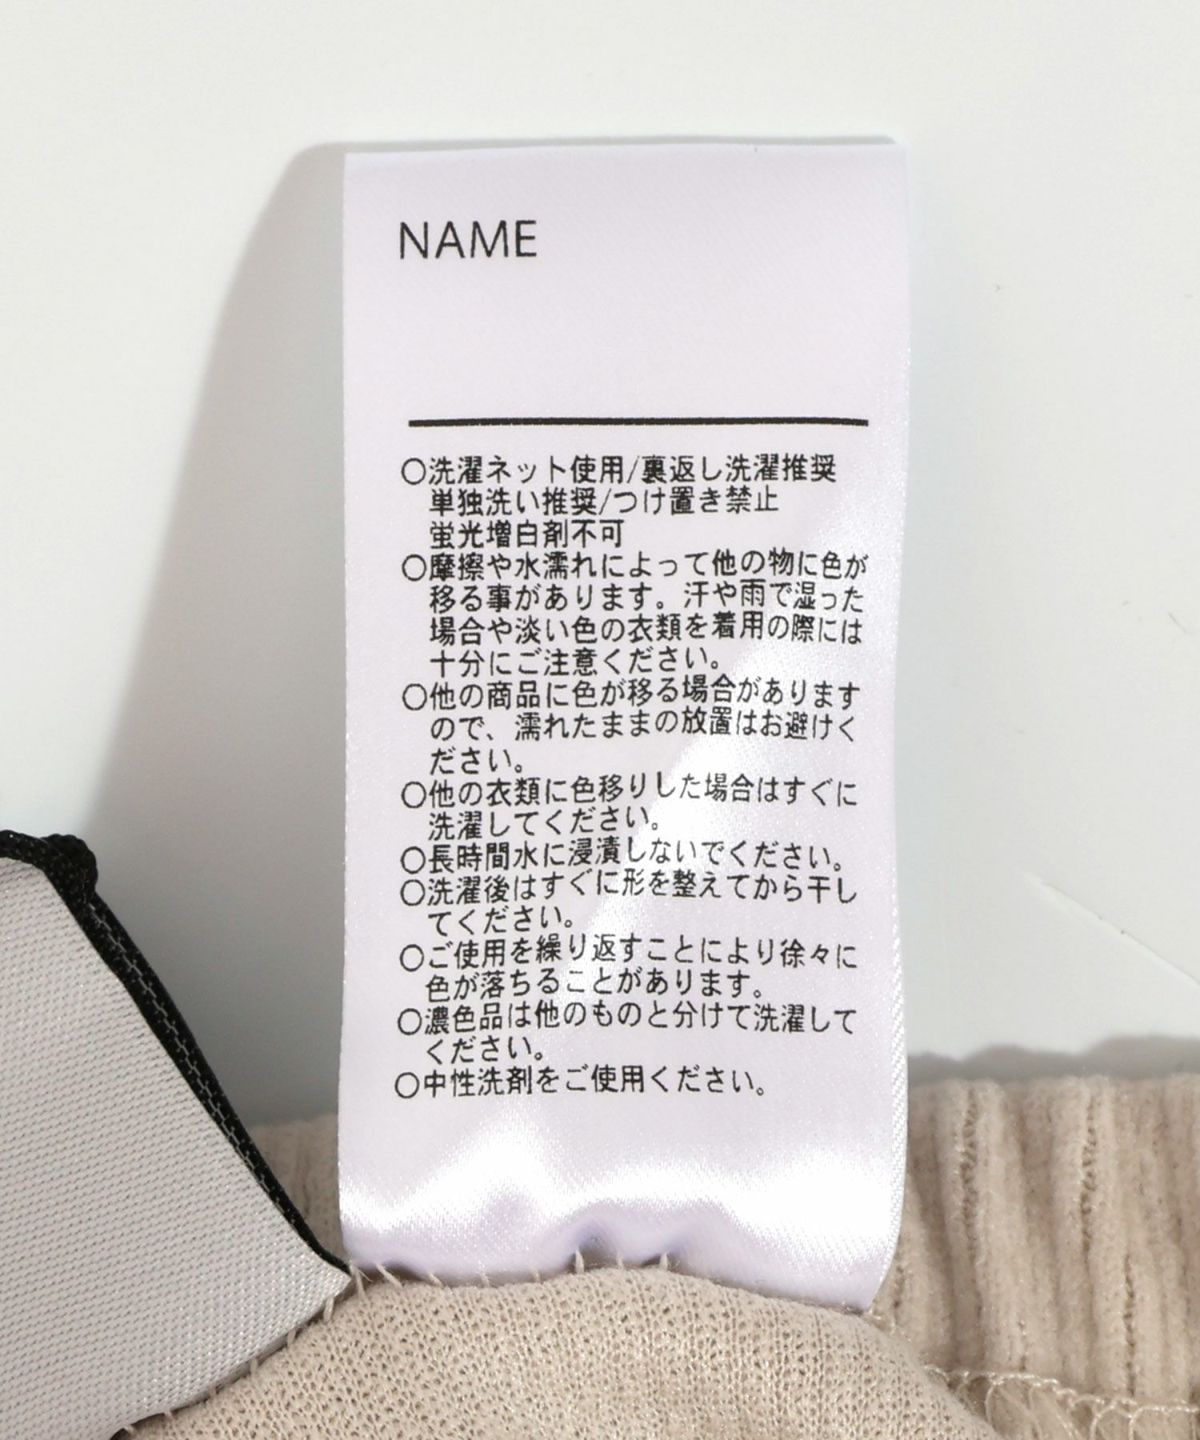 NAME
○洗濯ネット使用/裏返し洗濯推奨
単独洗い推奨/つけ置き禁止
蛍光増白剤不可
○摩擦や水濡れによって他の物に色が
移る事があります。汗や雨で湿った
場合や淡い色の衣類を着用の際には
十分にご注意ください。
○他の商品に色が移る場合があります
ので、濡れたままの放置はお避けく
ださい。
○他の衣類に色移りした場合はすぐに
洗濯してください。
○長時間水に浸漬しないでください。
○洗濯後はすぐに形を整えてから干し
てください。
○ご使用を繰り返すことにより徐々に
色が落ちることがあります。
○濃色品は他のものと分けて洗濯して
ください。
○中性洗剤をご使用ください。